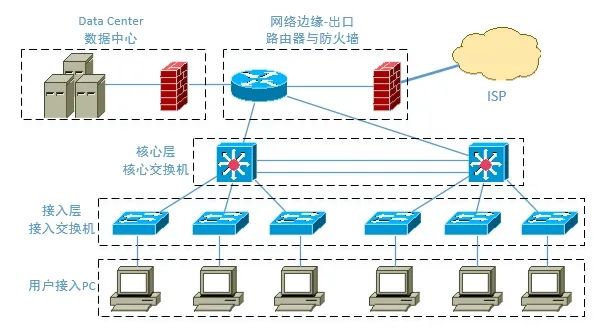 Data Center
数据中心
网络边缘-出口
路由器与防火墙
ISP
核心层
核心交换机
接入层
接入交换机
用户接入PC